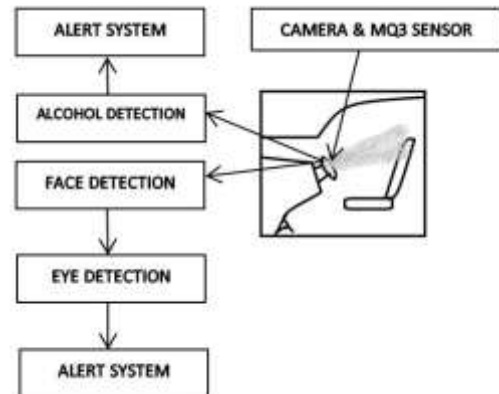 ALERT SYSTEM
CAMERA & MQ3 SENSOR
ALCOHOL DETECTION
FACE DETECTION
EYE DETECTION
ALERT SYSTEM